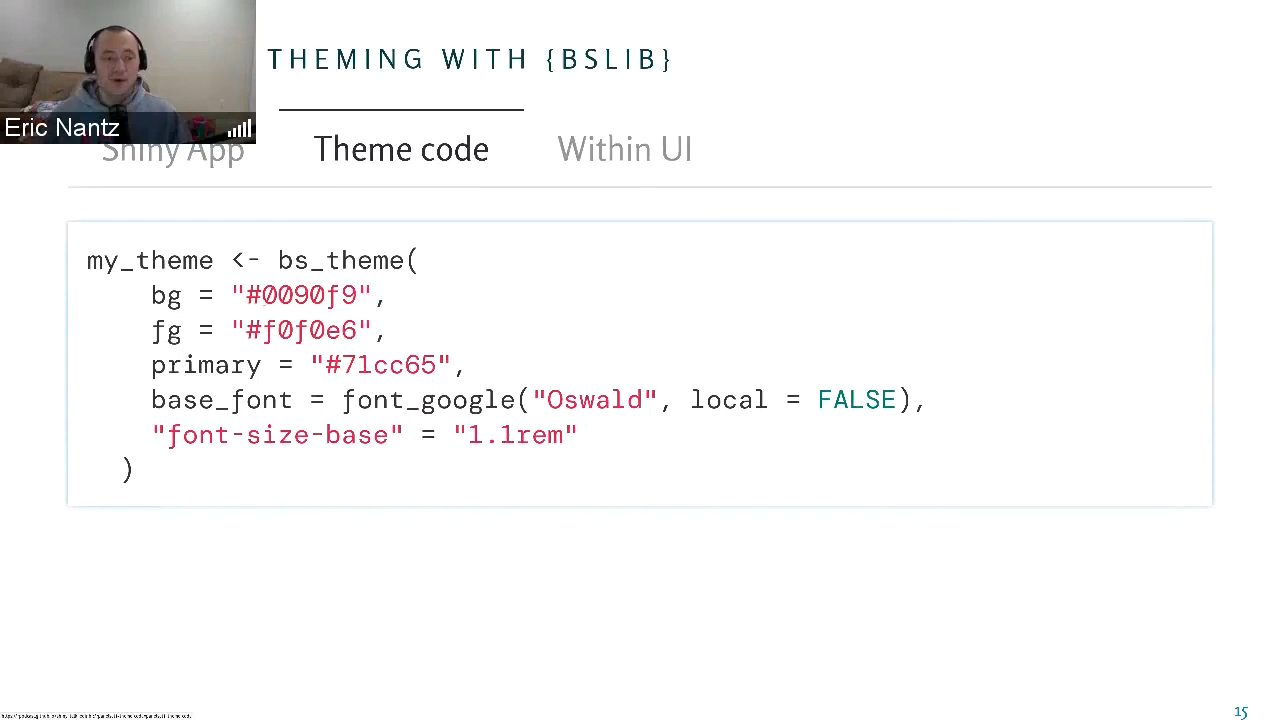 THEMING WITH {BSLIB}
Eric Nantz
Shiny App Theme code Within UI
my_theme <- bs_theme(
bg = "#0090f9",
fg = "#f0f0e6",
primary = "#71cc65",
base_font = font_google("Oswald", local = FALSE),
"font-size-base" = "1.1rem"
)
15